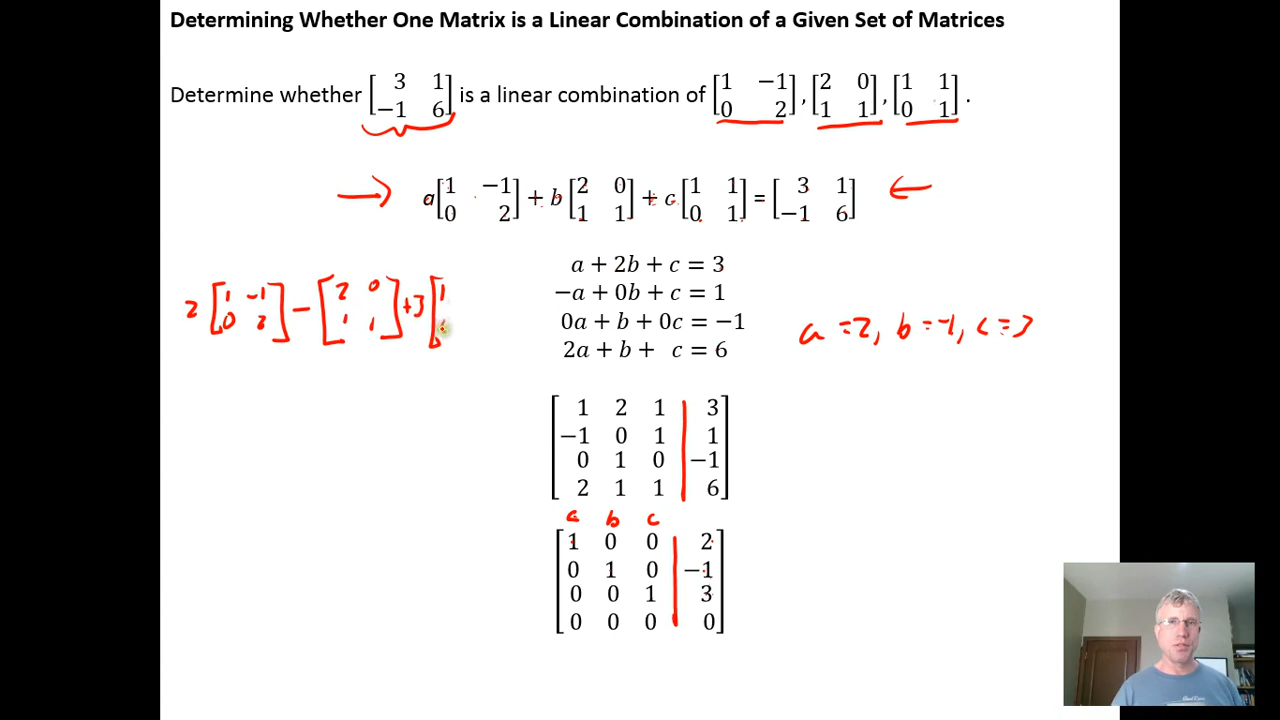 Determining Whether One Matrix is a Linear Combination of a Given Set of Matrices
Determine whether [3 1; −1 6] is a linear combination of [1 −1; 0 2], [2 0; 1 1], [1 1; 0 1].
→ a[1 −1; 0 2] + b[2 0; 1 1] + c[1 1; 0 1] = [3 1; −1 6] ←
a + 2b + c = 3
−a + 0b + c = 1
0a + b + 0c = −1
2a + b + c = 6
2[1 −1; 0 2] − [2 0; 1 1] + 3[1
a = 2, b = -1, c = 3
1 2 1 | 3
−1 0 1 | 1
0 1 0 | −1
2 1 1 | 6
a b c
1 0 0 | 2
0 1 0 | −1
0 0 1 | 3
0 0 0 | 0